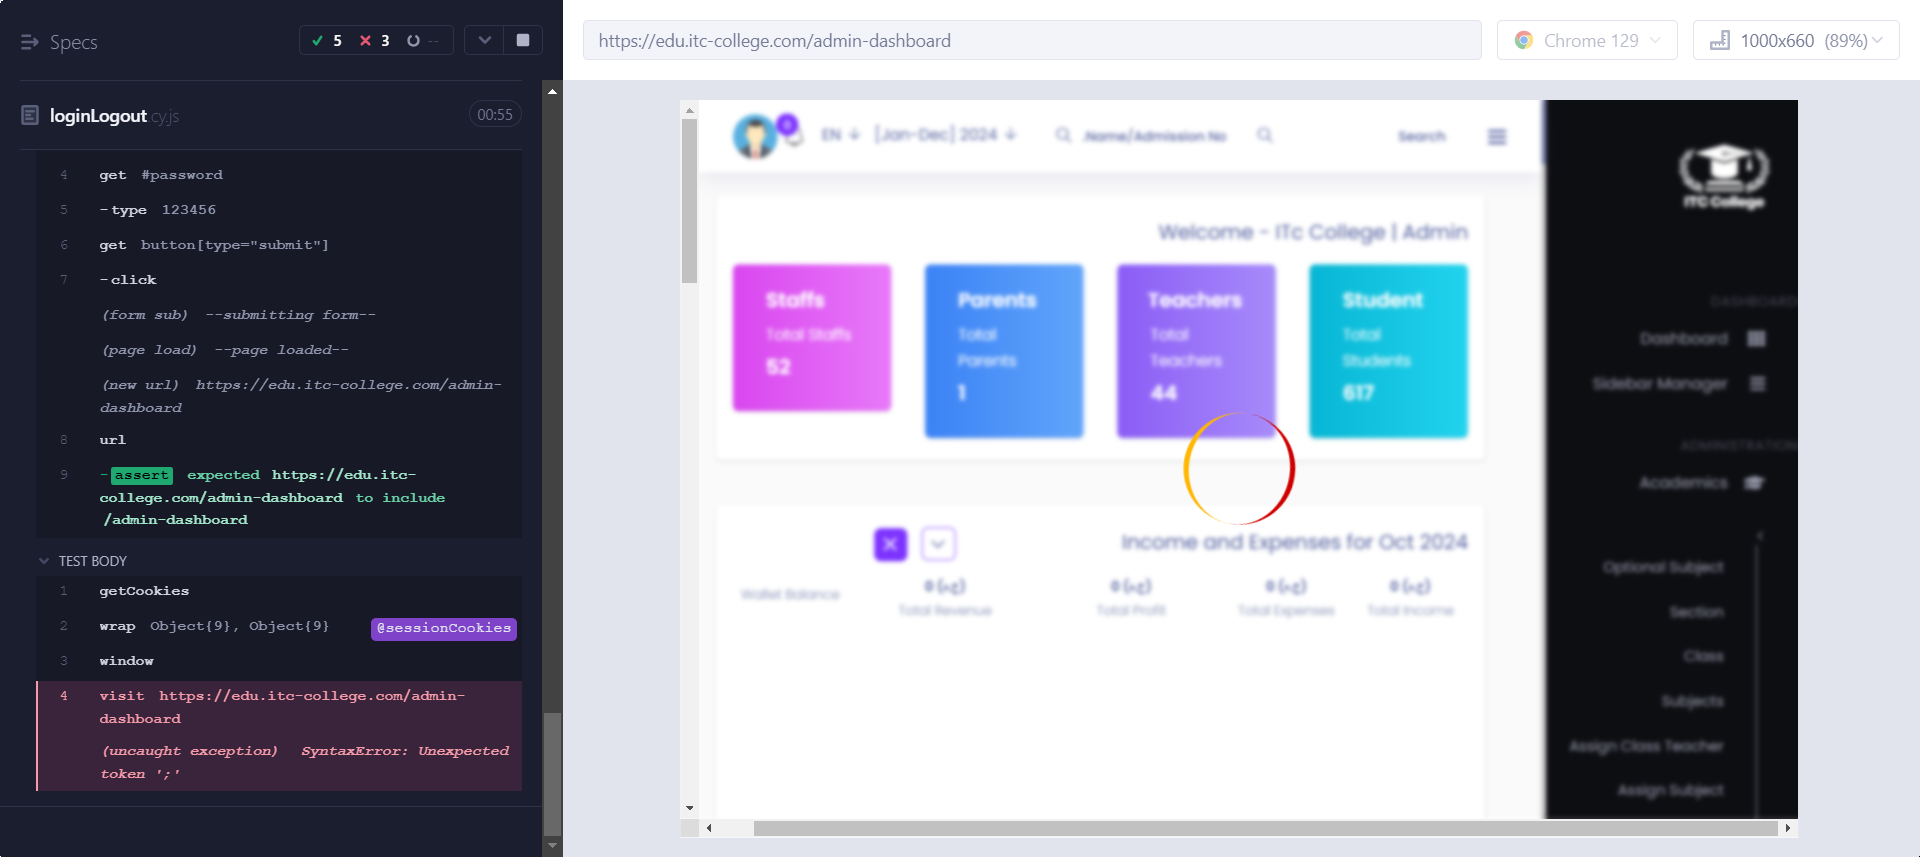 Specs
5
3
--
loginLogout.cy.js
00:55
4 get #password
5 -type 123456
6 get button[type="submit"]
7 -click
(form sub) --submitting form--
(page load) --page loaded--
(new url) https://edu.itc-college.com/admin-
dashboard
8 url
9 -assert expected https://edu.itc-
college.com/admin-dashboard to include
/admin-dashboard
TEST BODY
1 getCookies
2 wrap Object{9}, Object{9} @sessionCookies
3 window
4 visit https://edu.itc-college.com/admin-
dashboard
(uncaught exception) SyntaxError: Unexpected
token ';'
https://edu.itc-college.com/admin-dashboard
Chrome 129
1000x660 (89%)
0
EN
[Jan-Dec] 2024
Name/Admission No
Search
ITC College
Welcome - ITc College | Admin
Staffs
Total Staffs
52
Parents
Total
Parents
1
Teachers
Total
Teachers
44
Student
Total
Students
617
Income and Expenses for Oct 2024
Wallet Balance
Total Revenue
Total Profit
Total Expenses
Total Income
DASHBOARD
Dashboard
Sidebar Manager
ADMINISTRATION
Academics
Optional Subject
Section
Class
Subjects
Assign Class Teacher
Assign Subject